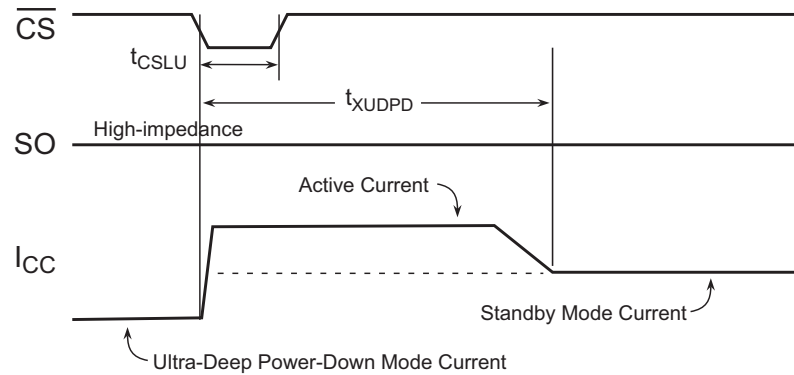 CS
tCSLU
tXUDPD
High-impedance
SO
Active Current
ICC
Standby Mode Current
Ultra-Deep Power-Down Mode Current